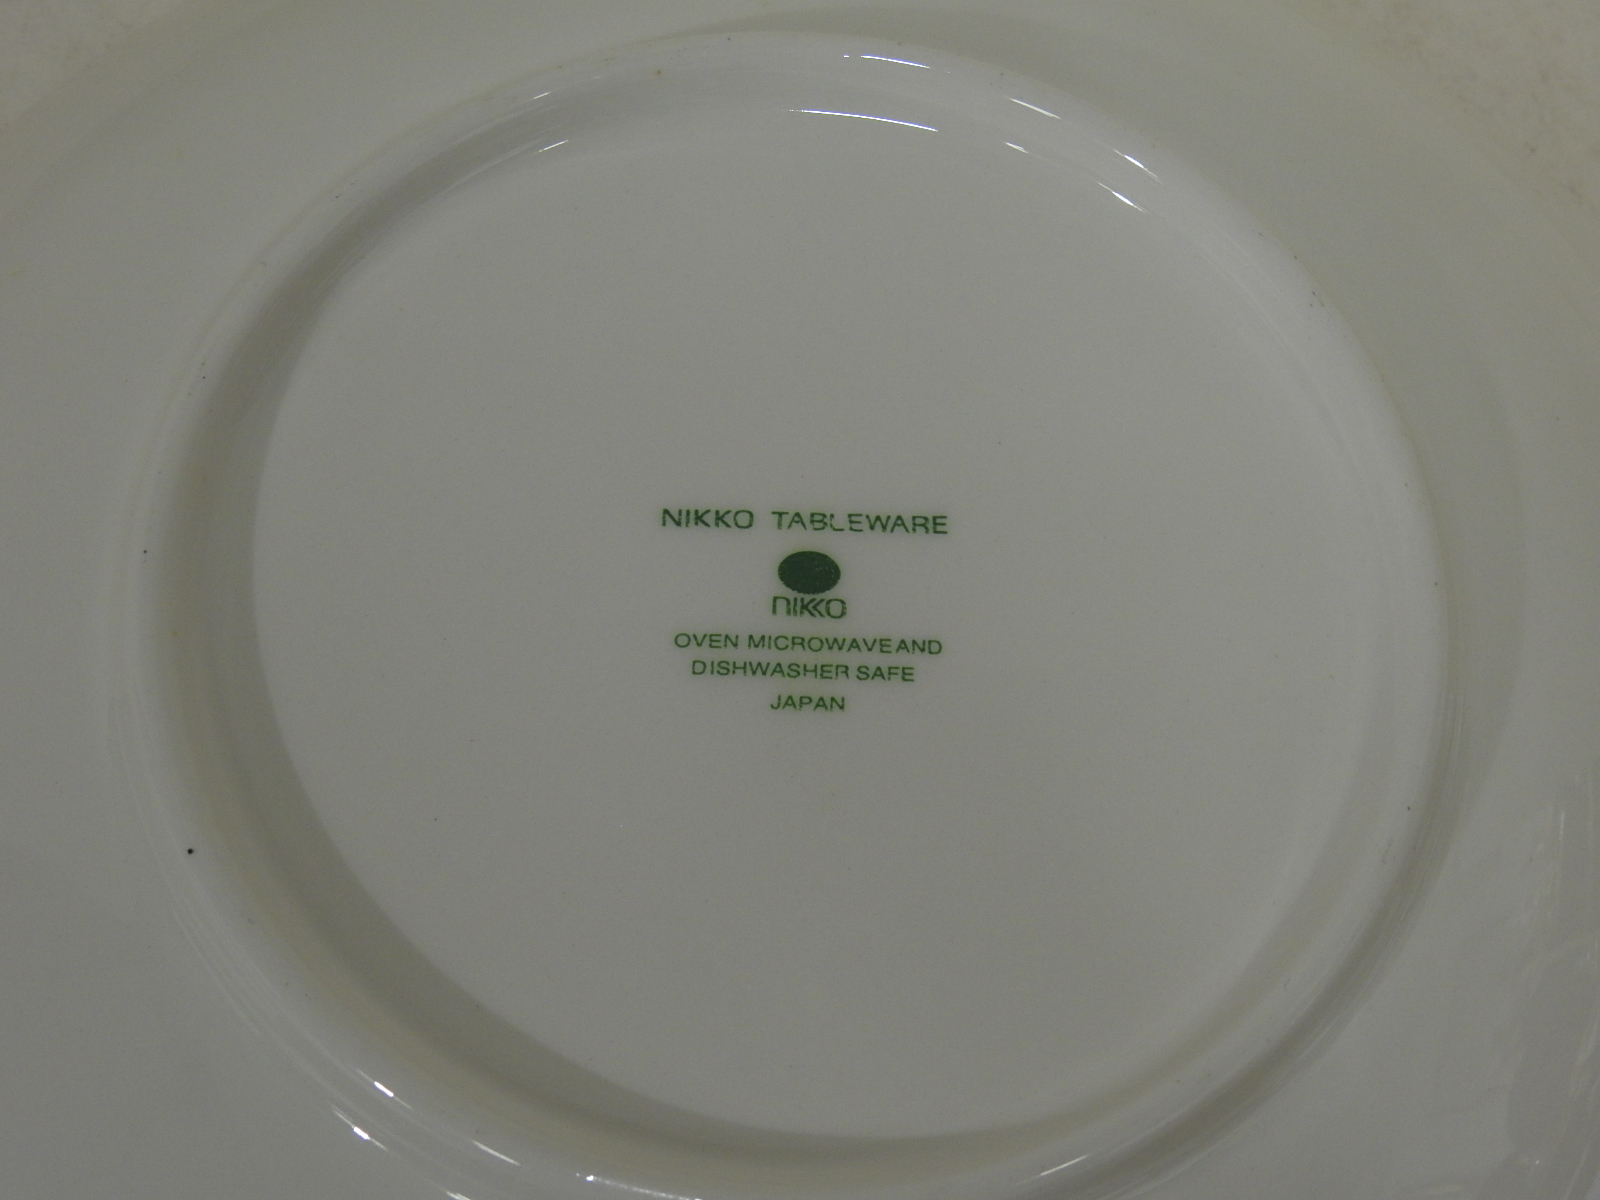 NIKKO TABLEWARE
NIKKO
OVEN MICROWAVE AND
DISHWASHER SAFE
JAPAN